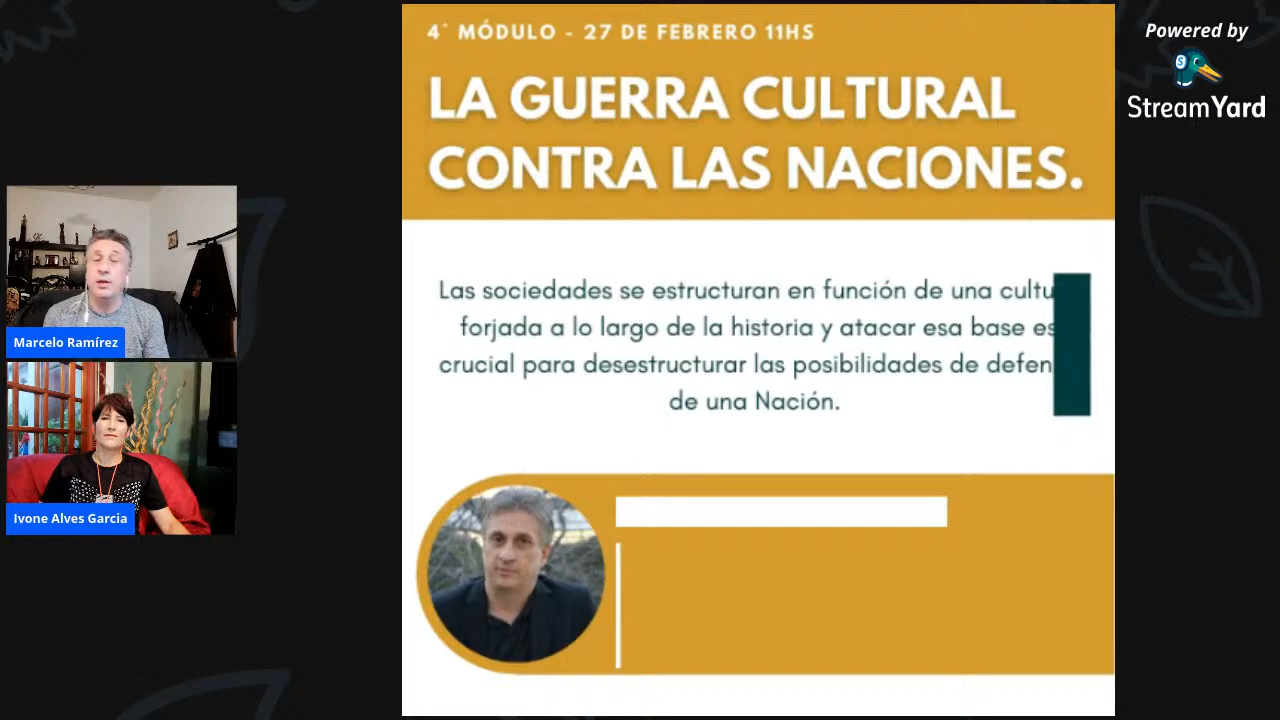 4° MÓDULO - 27 DE FEBRERO 11HS
LA GUERRA CULTURAL
CONTRA LAS NACIONES.
Las sociedades se estructuran en función de una cultu
forjada a lo largo de la historia y atacar esa base es
crucial para desestructurar las posibilidades de defen
de una Nación.
Marcelo Ramírez
Ivone Alves Garcia
Powered by
StreamYard